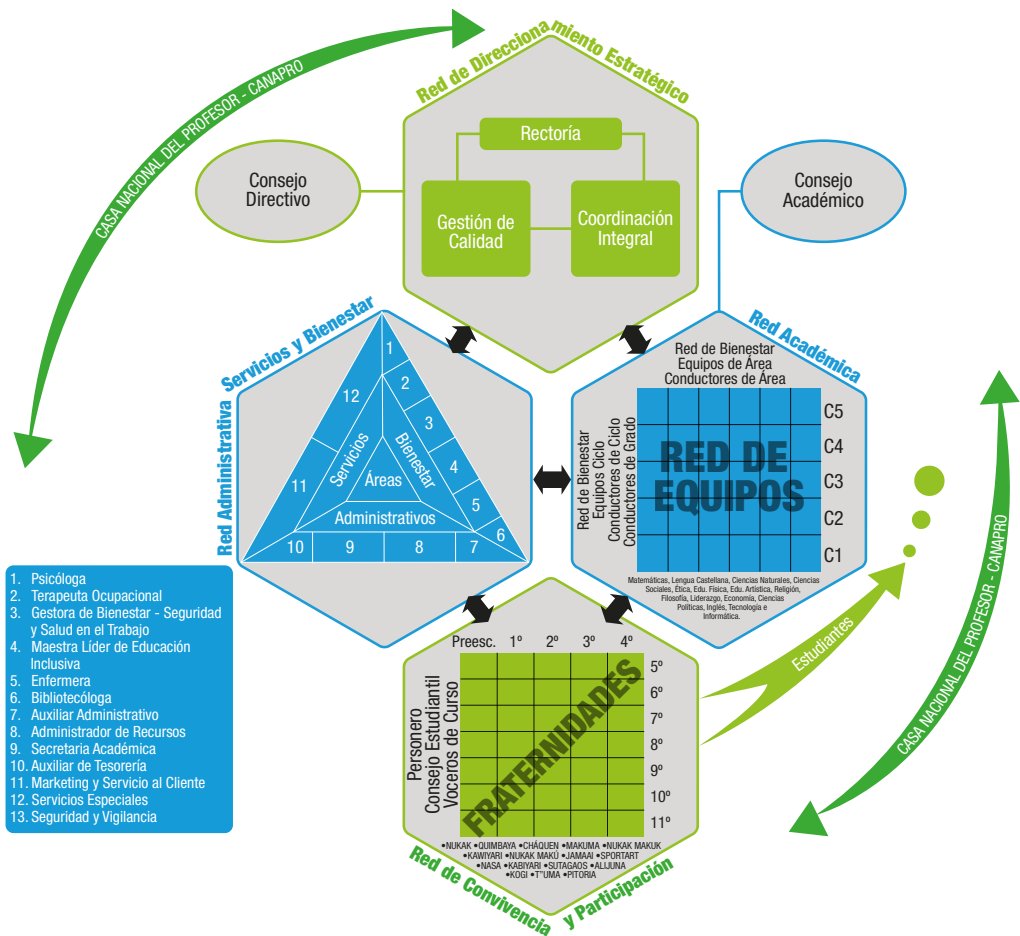 CASA NACIONAL DEL PROFESOR - CANAPRO
Red de Direccionamiento Estratégico
Rectoría
Gestión de
Calidad
Coordinación
Integral
Consejo
Directivo
Consejo
Académico
Red Administrativa Servicios y Bienestar
1
2
3
4
5
6
7
8
9
10
11
12
Servicios
Bienestar
Áreas
Administrativos
Red Académica
Red de Bienestar
Equipos de Área
Conductores de Área
Red de Bienestar
Equipos Ciclo
Conductores de Ciclo
Conductores de Grado
RED DE
EQUIPOS
C5
C4
C3
C2
C1
Matemáticas, Lengua Castellana, Ciencias Naturales, Ciencias
Sociales, Ética, Edu. Física, Edu. Artística, Religión,
Filosofía, Liderazgo, Economía, Ciencias
Políticas, Inglés, Tecnología e
Informática.
1. Psicóloga
2. Terapeuta Ocupacional
3. Gestora de Bienestar - Seguridad
y Salud en el Trabajo
4. Maestra Líder de Educación
Inclusiva
5. Enfermera
6. Bibliotecóloga
7. Auxiliar Administrativo
8. Administrador de Recursos
9. Secretaria Académica
10. Auxiliar de Tesorería
11. Marketing y Servicio al Cliente
12. Servicios Especiales
13. Seguridad y Vigilancia
Preesc. 1º 2º 3º 4º
5º
6º
7º
8º
9º
10º
11º
Personero
Consejo Estudiantil
Voceros de Curso
FRATERNIDADES
•NUKAK •QUIMBAYA •CHÁQUEN •MAKUMA •NUKAK MAKUK
•KAWIYARI •NUKAK MAKÚ •JAMAAI •SPORTART
•NASA •KABIYARI •SUTAGAOS •ALIJUNA
•KOGI •T"UMA •PITORIA
Red de Convivencia y Participación
Estudiantes
CASA NACIONAL DEL PROFESOR - CANAPRO